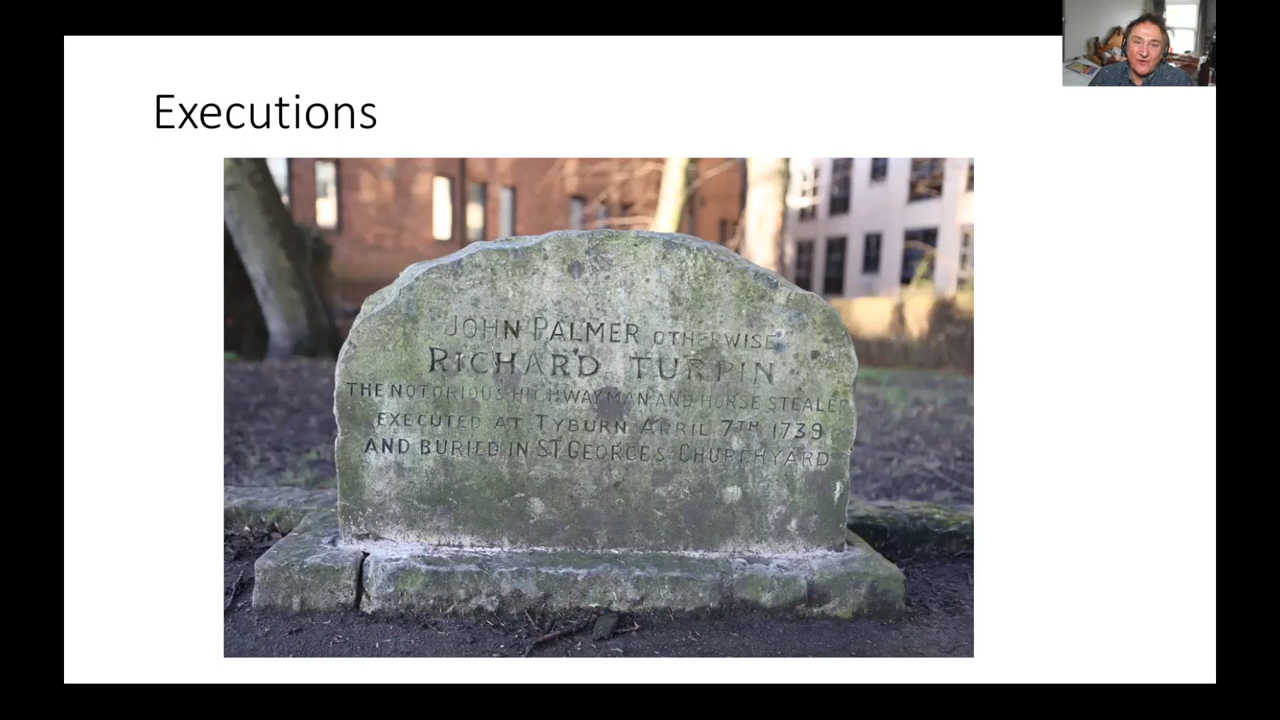 Executions
JOHN PALMER OTHERWISE
RICHARD TURPIN
THE NOTORIOUS HIGHWAYMAN AND HORSE STEALER
EXECUTED AT TYBURN APRIL 7TH 1739
AND BURIED IN ST GEORGES CHURCHYARD